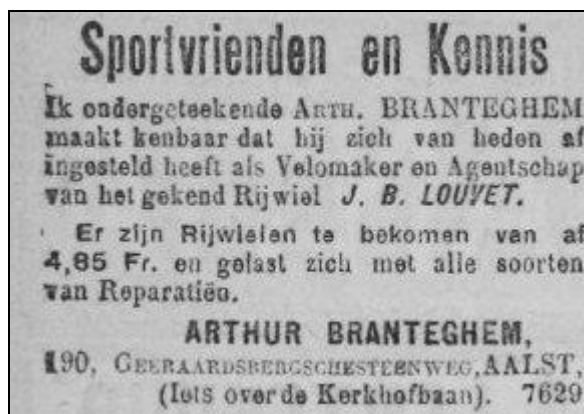 Sportvrienden en Kennis
Ik ondergeteekende ARTH. BRANTEGHEM
maakt kenbaar dat hij zich van heden af
ingesteld heeft als Velomaker en Agentschap
van het gekend Rijwiel J. B. LOUVET.
Er zijn Rijwielen te bekomen van af
4,85 Fr. en gelast zich met alle soorten
van Reparatiën.
ARTHUR BRANTEGHEM,
190, GEERAARDSBERGSCHESTEENWEG, AALST,
(Iets over de Kerkhofbaan). 7629